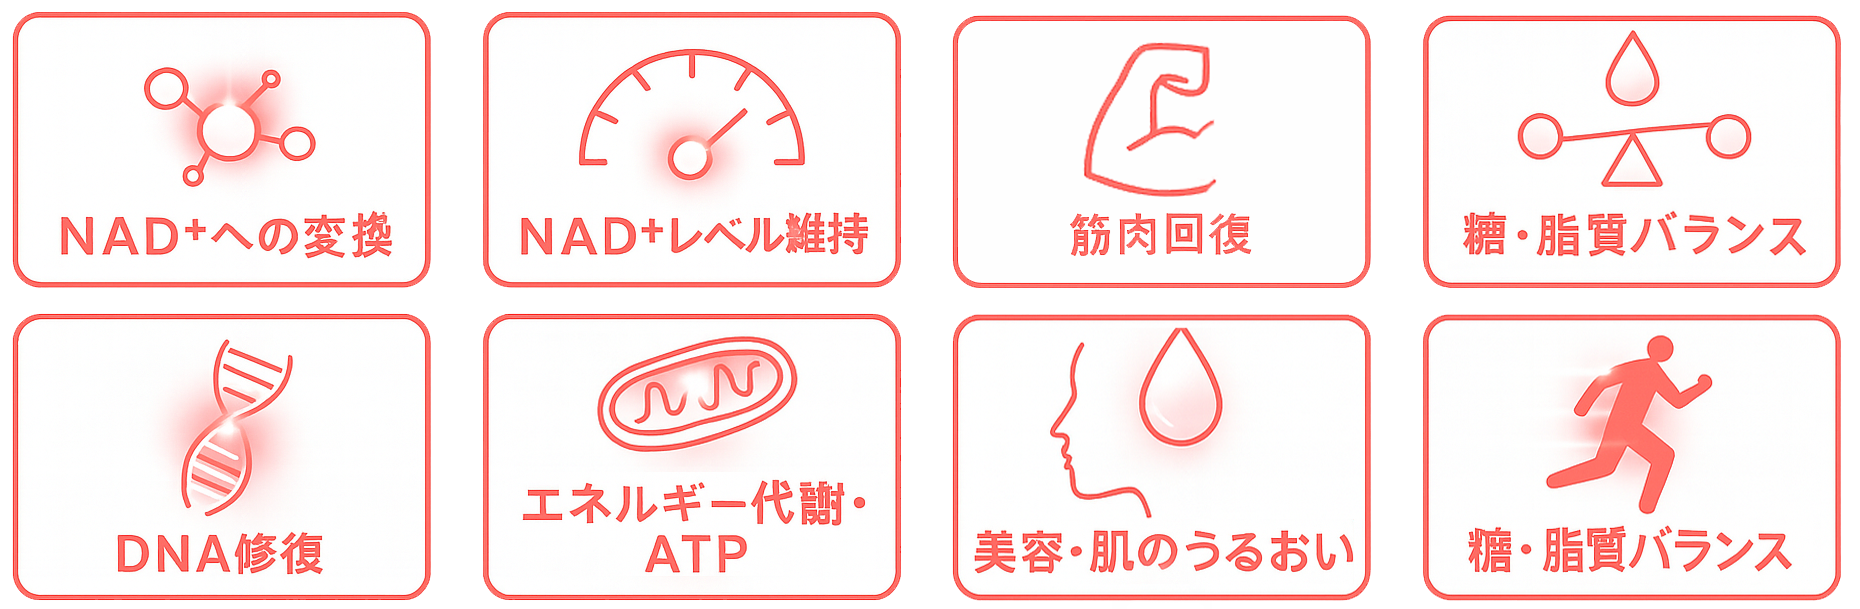 NAD⁺への変換
NAD⁺レベル維持
筋肉回復
糖・脂質バランス
DNA修復
エネルギー代謝・
ATP
美容・肌のうるおい
糖・脂質バランス